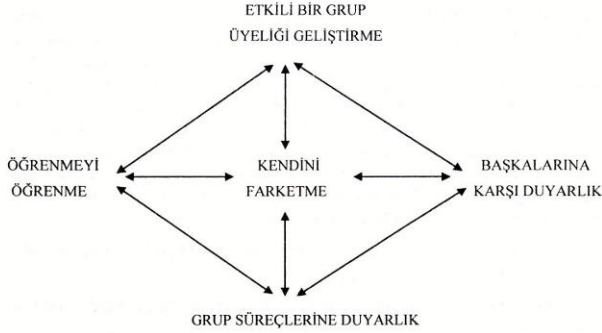 ETKİLİ BİR GRUP
ÜYELİĞİ GELİŞTİRME
ÖĞRENMEYİ
ÖĞRENME
KENDİNİ
FARKETME
BAŞKALARINA
KARŞI DUYARLIK
GRUP SÜREÇLERİNE DUYARLIK